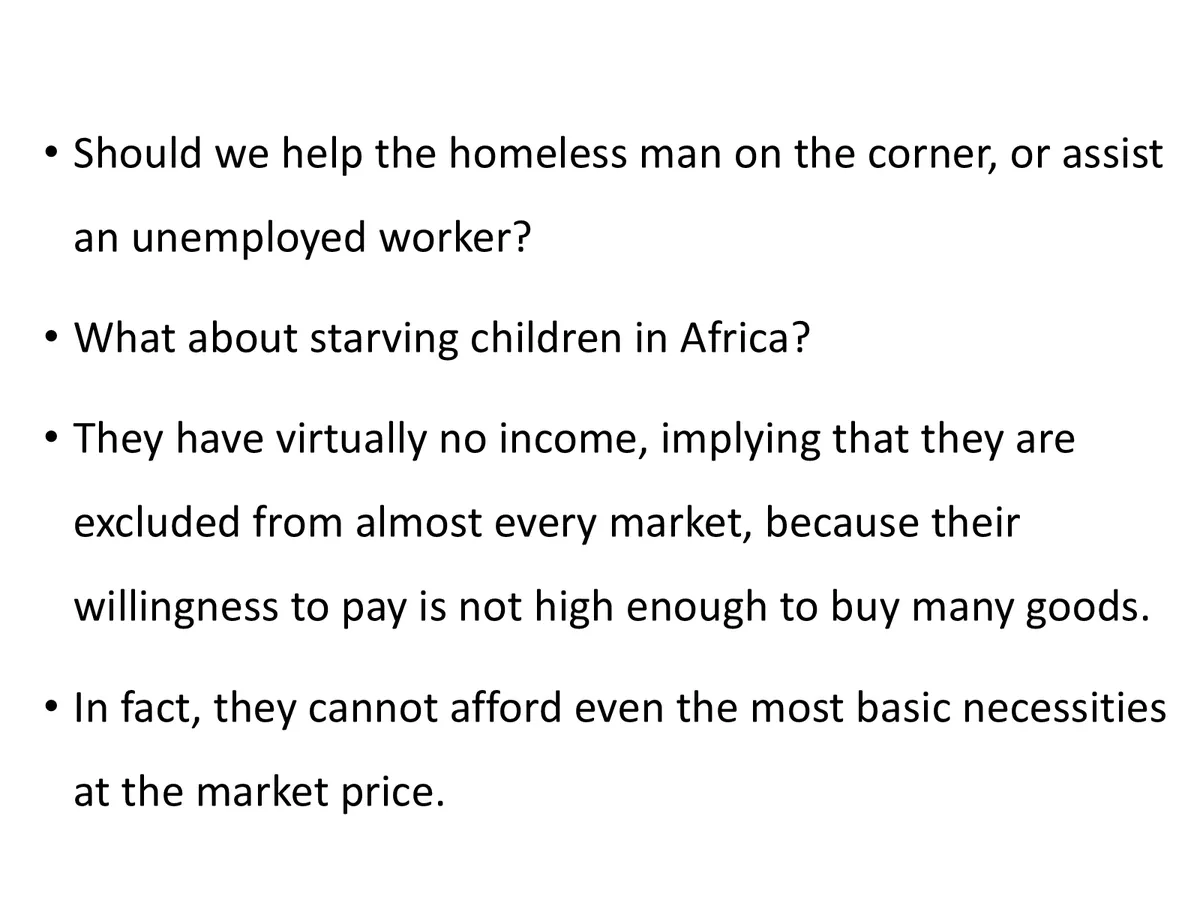 • Should we help the homeless man on the corner, or assist
an unemployed worker?
• What about starving children in Africa?
• They have virtually no income, implying that they are
excluded from almost every market, because their
willingness to pay is not high enough to buy many goods.
• In fact, they cannot afford even the most basic necessities
at the market price.